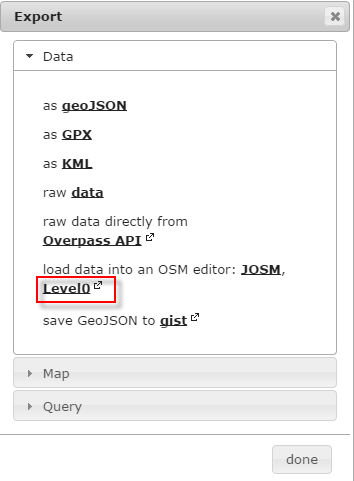 Export
Data
as geoJSON
as GPX
as KML
raw data
raw data directly from
Overpass API
load data into an OSM editor: JOSM,
Level0
save GeoJSON to gist
Map
Query
done